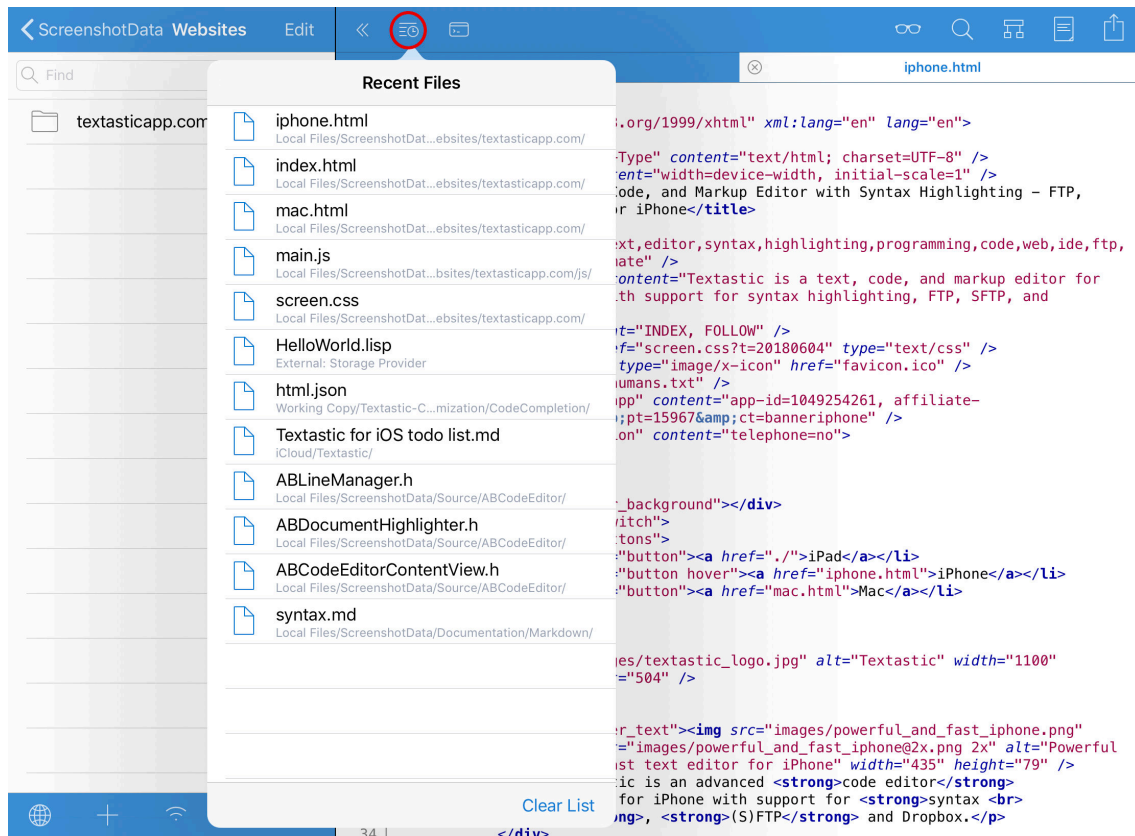 ScreenshotData Websites Edit
Find
iphone.html
textasticapp.com
Recent Files
iphone.html
Local Files/ScreenshotDat...ebsites/textasticapp.com/
index.html
Local Files/ScreenshotDat...ebsites/textasticapp.com/
mac.html
Local Files/ScreenshotDat...ebsites/textasticapp.com/
main.js
Local Files/ScreenshotDat...bsites/textasticapp.com/js/
screen.css
Local Files/ScreenshotDat...ebsites/textasticapp.com/
HelloWorld.lisp
External: Storage Provider
html.json
Working Copy/Textastic-C...mization/CodeCompletion/
Textastic for iOS todo list.md
iCloud/Textastic/
ABLineManager.h
Local Files/ScreenshotData/Source/ABCodeEditor/
ABDocumentHighlighter.h
Local Files/ScreenshotData/Source/ABCodeEditor/
ABCodeEditorContentView.h
Local Files/ScreenshotData/Source/ABCodeEditor/
syntax.md
Local Files/ScreenshotData/Documentation/Markdown/
Clear List
.org/1999/xhtml" xml:lang="en" lang="en">
-Type" content="text/html; charset=UTF-8" />
ent="width=device-width, initial-scale=1" />
Code, and Markup Editor with Syntax Highlighting – FTP,
r iPhone</title>
ext,editor,syntax,highlighting,programming,code,web,ide,ftp,
ate" />
content="Textastic is a text, code, and markup editor for
th support for syntax highlighting, FTP, SFTP, and
t="INDEX, FOLLOW" />
ef="screen.css?t=20180604" type="text/css" />
type="image/x-icon" href="favicon.ico" />
umans.txt" />
pp" content="app-id=1049254261, affiliate-
;pt=15967&amp;ct=banneriphone" />
on" content="telephone=no">
r_background"></div>
itch">
tons">
="button"><a href="./">iPad</a></li>
="button hover"><a href="iphone.html">iPhone</a></li>
="button"><a href="mac.html">Mac</a></li>
es/textastic_logo.jpg" alt="Textastic" width="1100"
="504" />
r_text"><img src="images/powerful_and_fast_iphone.png"
="images/powerful_and_fast_iphone@2x.png 2x" alt="Powerful
st text editor for iPhone" width="435" height="79" />
ic is an advanced <strong>code editor</strong>
for iPhone with support for <strong>syntax <br>
ng>, <strong>(S)FTP</strong> and Dropbox.</p>
34 </div>